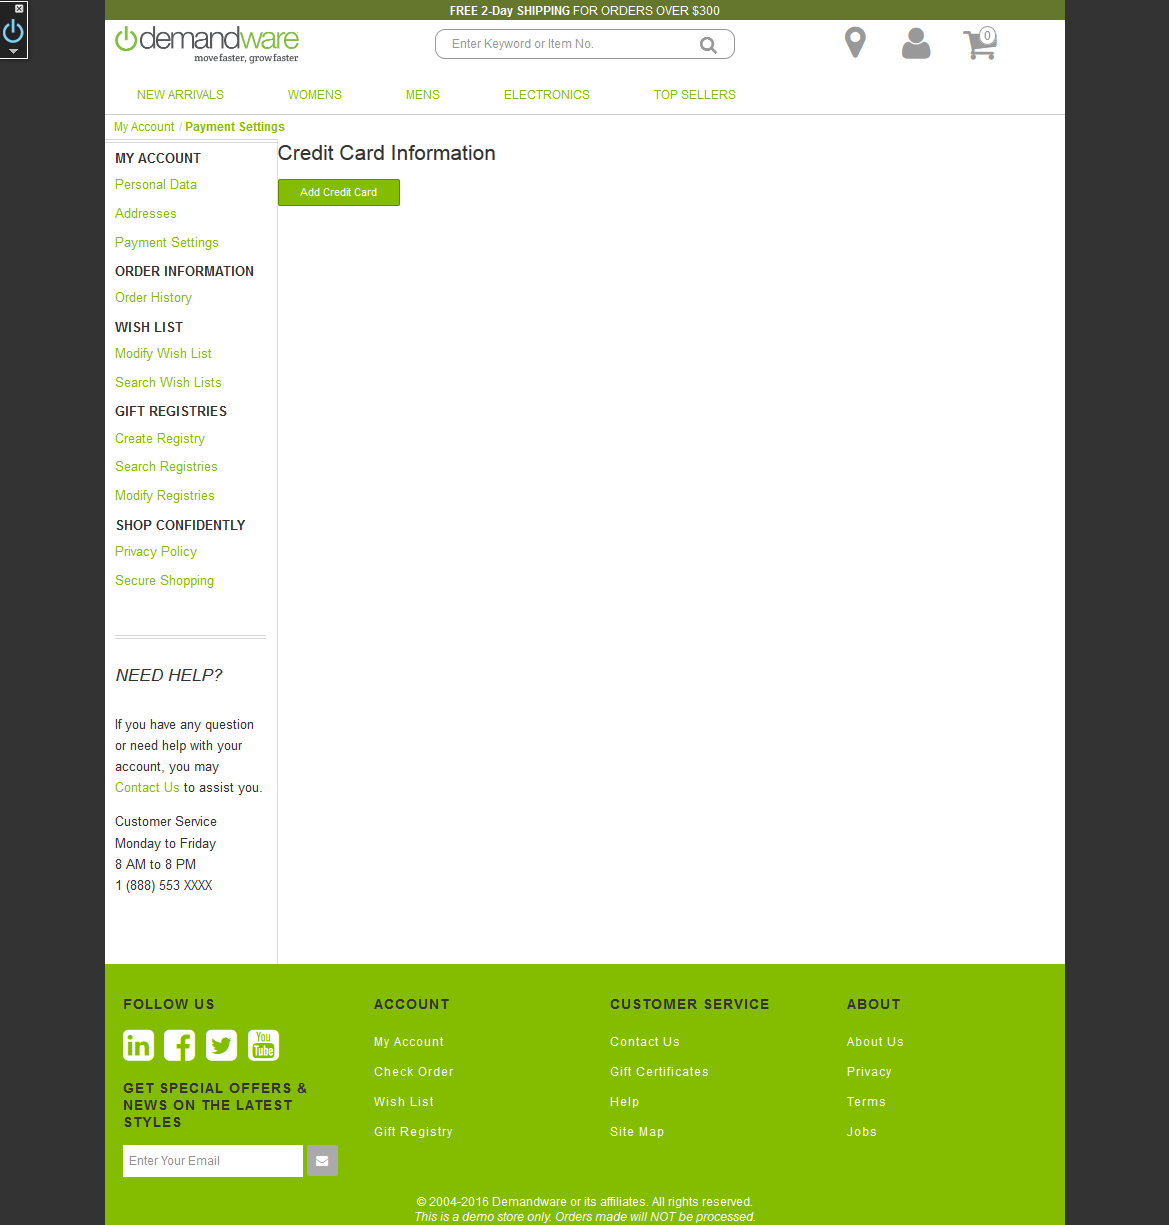 FREE 2-Day SHIPPING FOR ORDERS OVER $300
demandware
move faster, grow faster
Enter Keyword or Item No.
0
NEW ARRIVALS
WOMENS
MENS
ELECTRONICS
TOP SELLERS
My Account / Payment Settings
MY ACCOUNT
Personal Data
Addresses
Payment Settings
ORDER INFORMATION
Order History
WISH LIST
Modify Wish List
Search Wish Lists
GIFT REGISTRIES
Create Registry
Search Registries
Modify Registries
SHOP CONFIDENTLY
Privacy Policy
Secure Shopping
NEED HELP?
If you have any question
or need help with your
account, you may
Contact Us to assist you.
Customer Service
Monday to Friday
8 AM to 8 PM
1 (888) 553 XXXX
Credit Card Information
Add Credit Card
FOLLOW US
in
f
You
Tube
GET SPECIAL OFFERS &
NEWS ON THE LATEST
STYLES
Enter Your Email
ACCOUNT
My Account
Check Order
Wish List
Gift Registry
CUSTOMER SERVICE
Contact Us
Gift Certificates
Help
Site Map
ABOUT
About Us
Privacy
Terms
Jobs
© 2004-2016 Demandware or its affiliates. All rights reserved.
This is a demo store only. Orders made will NOT be processed.